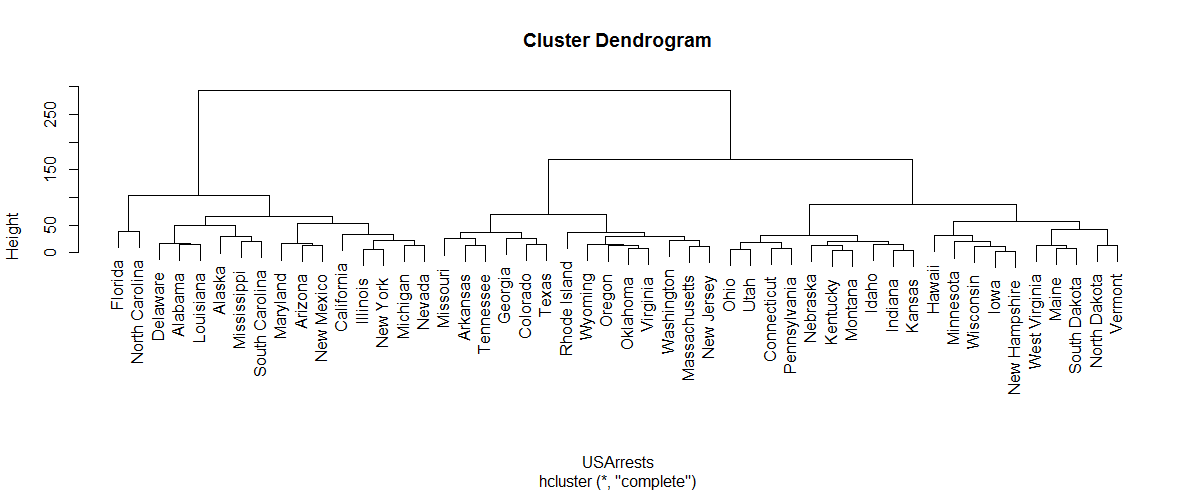 Cluster Dendrogram
Height
250
150
50
0
Florida
North Carolina
Delaware
Alabama
Louisiana
Alaska
Mississippi
South Carolina
Maryland
Arizona
New Mexico
California
Illinois
New York
Michigan
Nevada
Missouri
Arkansas
Tennessee
Georgia
Colorado
Texas
Rhode Island
Wyoming
Oregon
Oklahoma
Virginia
Washington
Massachusetts
New Jersey
Ohio
Utah
Connecticut
Pennsylvania
Nebraska
Kentucky
Montana
Idaho
Indiana
Kansas
Hawaii
Minnesota
Wisconsin
Iowa
New Hampshire
West Virginia
Maine
South Dakota
North Dakota
Vermont
USArrests
hcluster (*, "complete")